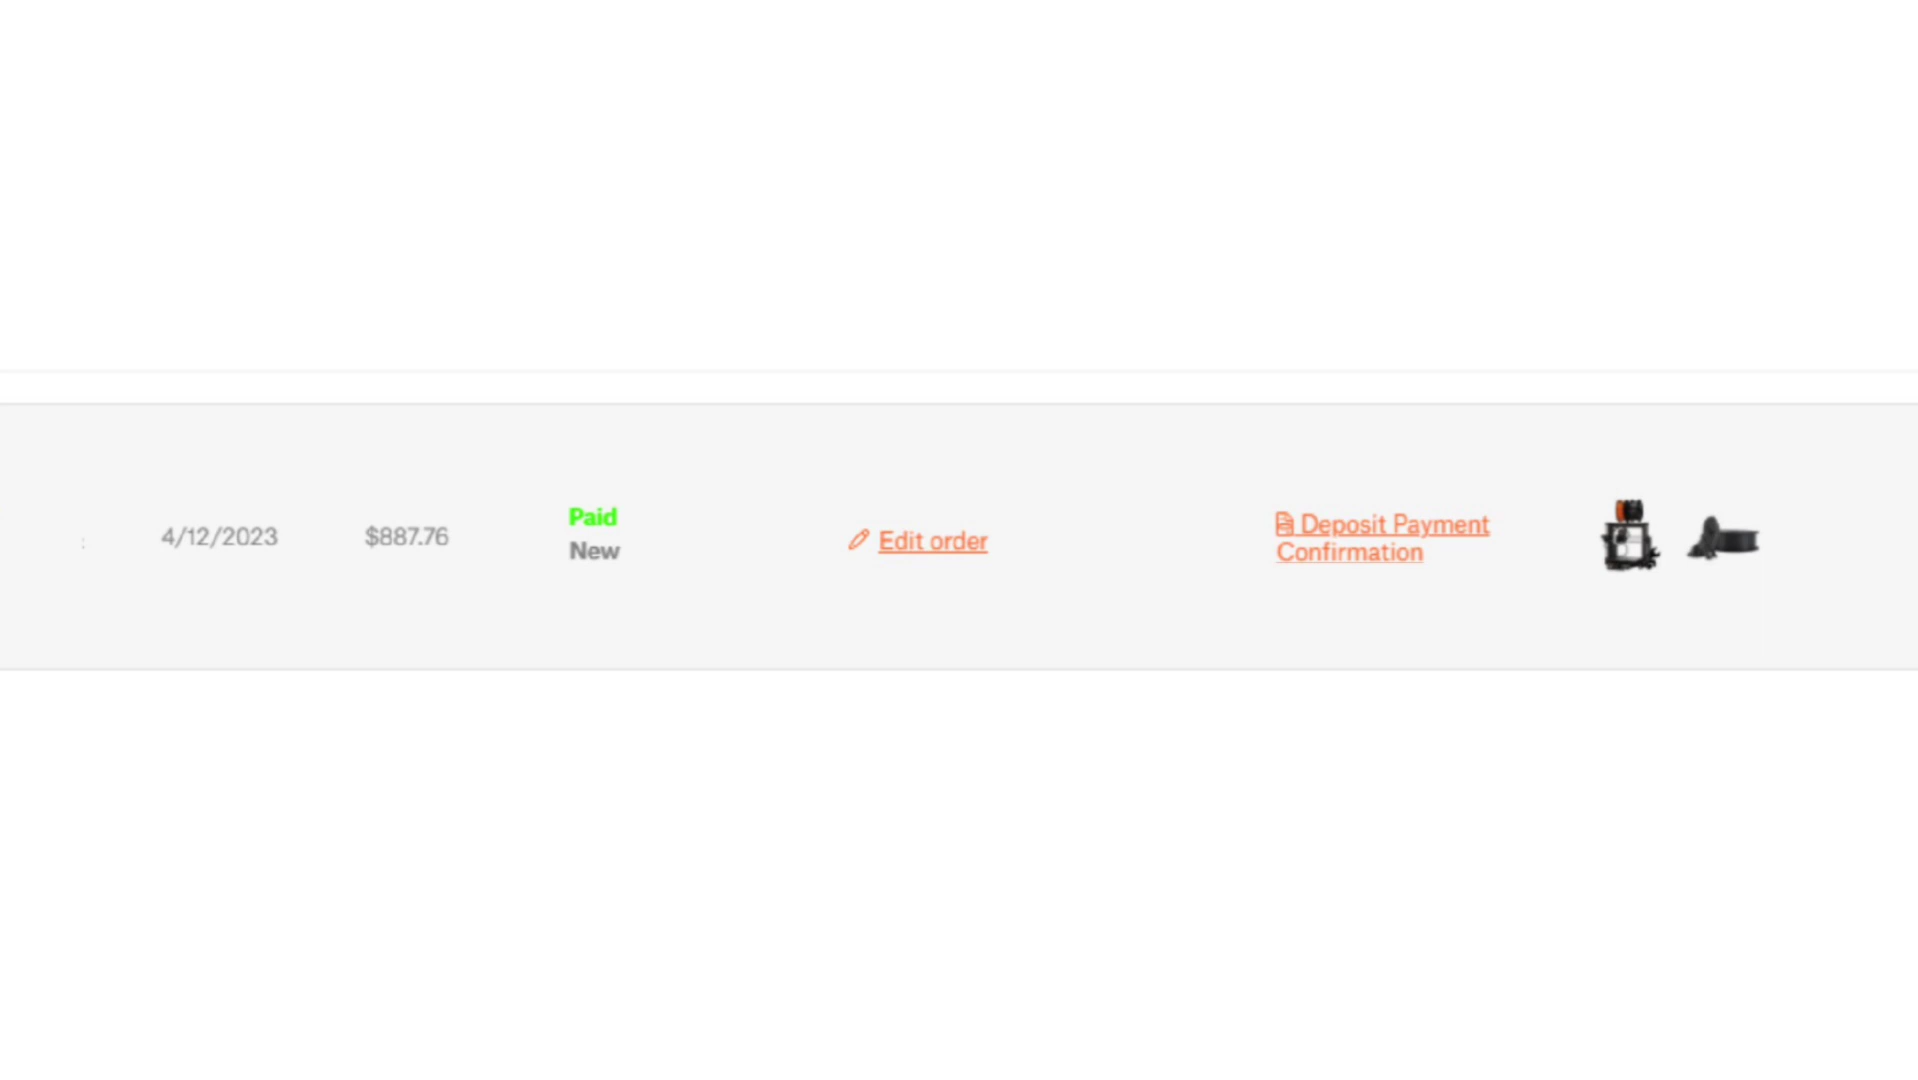 4/12/2023
$887.76
Paid
New
Edit order
Deposit Payment
Confirmation